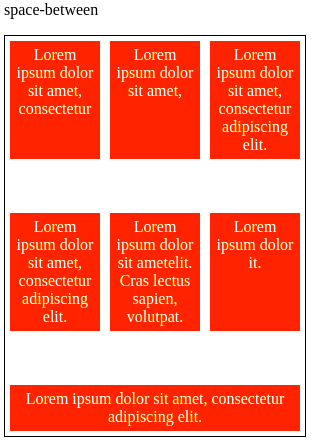 space-between
Lorem
ipsum dolor
sit amet,
consectetur
Lorem
ipsum dolor
sit amet,
Lorem
ipsum dolor
sit amet,
consectetur
adipiscing
elit.
Lorem
ipsum dolor
sit amet,
consectetur
adipiscing
elit.
Lorem
ipsum dolor
sit ametelit.
Cras lectus
sapien,
volutpat.
Lorem
ipsum dolor
it.
Lorem ipsum dolor sit amet, consectetur
adipiscing elit.